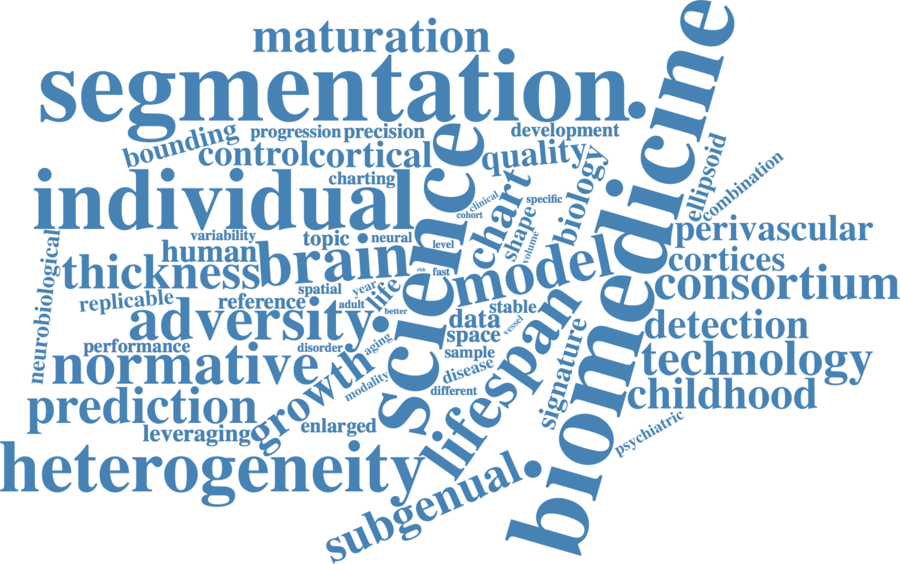 maturation
segmentation.
bounding
progression
precision
development
control
cortical
quality
charting
individual
science
chart
biology
biomedicine
ellipsoid
combination
clinical
cohort
specific
shape
volume
variability
topic
neural
level
human
brain
risk
fast
model
perivascular
cortices
consortium
neurobiological
thickness
spatial
year
life
replicable
reference
adult
better
stable
adversity.
data
space
vessel
lifespan
signature
detection
performance
disorder
aging
sample
technology
normative
growth
modality
disease
different
childhood
prediction
leveraging
enlarged
psychiatric
heterogeneity
subgenual.